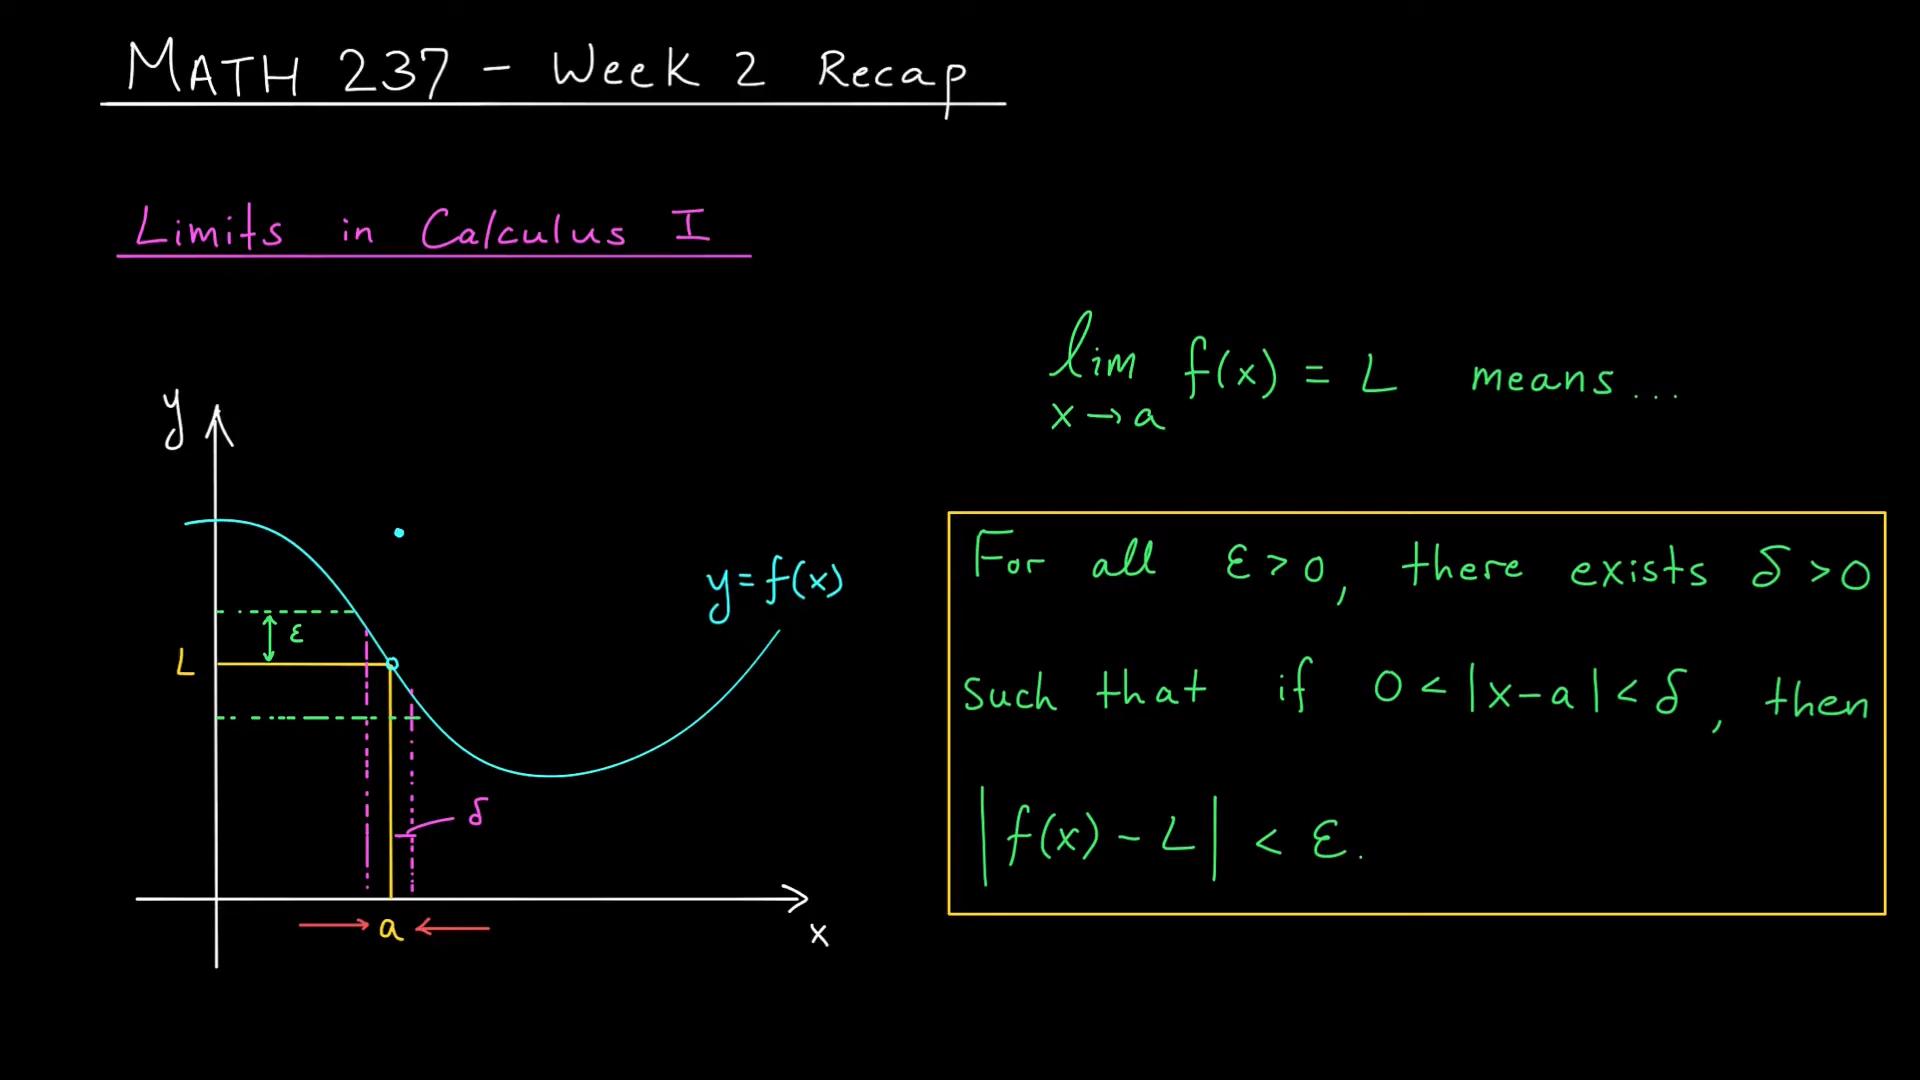 MATH 237 - Week 2 Recap
Limits in Calculus I
lim f(x) = L means...
x→a
y
y=f(x)
ε
L
δ
a
x
For all ε>0, there exists δ>0
such that if 0<|x-a|<δ, then
|f(x)-L| < ε.